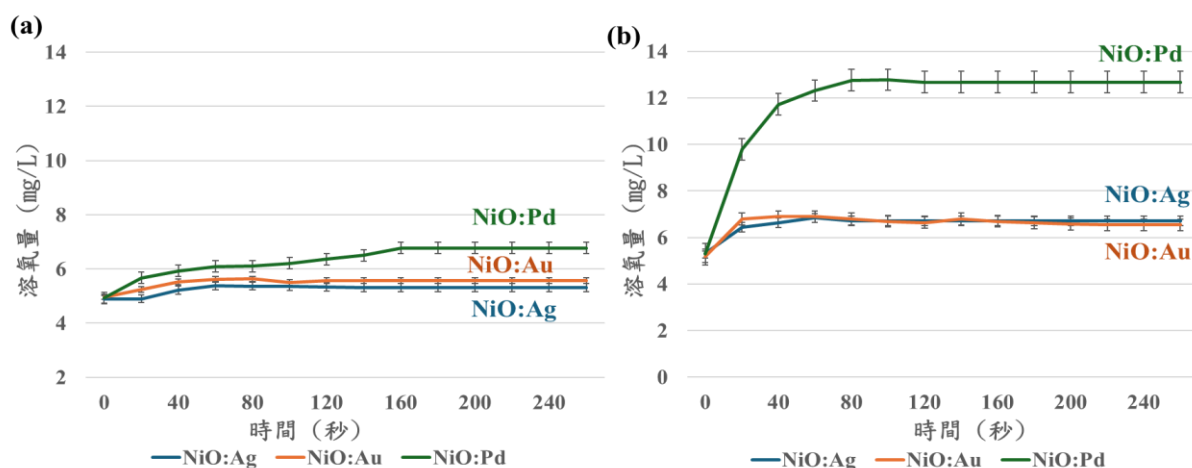 (a)
14
12
10
8
6
4
2
溶氧量 (mg/L)
NiO:Pd
NiO:Au
NiO:Ag
0 40 80 120 160 200 240
時間 (秒)
NiO:Ag NiO:Au NiO:Pd
(b)
14
12
10
8
6
4
2
0
溶氧量 (mg/L)
NiO:Pd
NiO:Ag
NiO:Au
0 40 80 120 160 200 240
時間 (秒)
NiO:Ag NiO:Au NiO:Pd